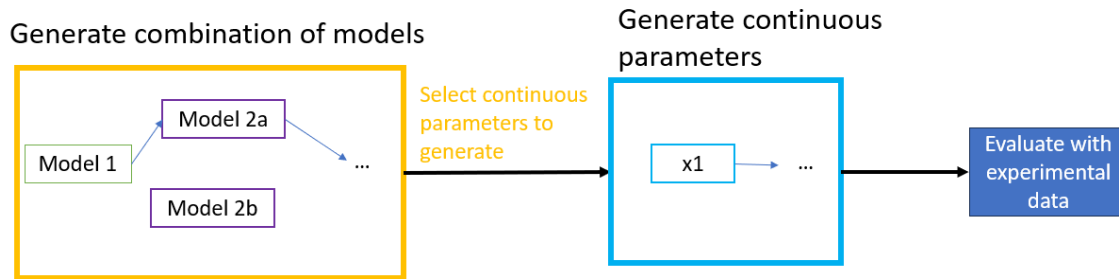 Generate combination of models
Generate continuous
parameters
Select continuous
parameters to
generate
Model 2a
Model 1
...
Model 2b
x1
...
Evaluate with
experimental
data